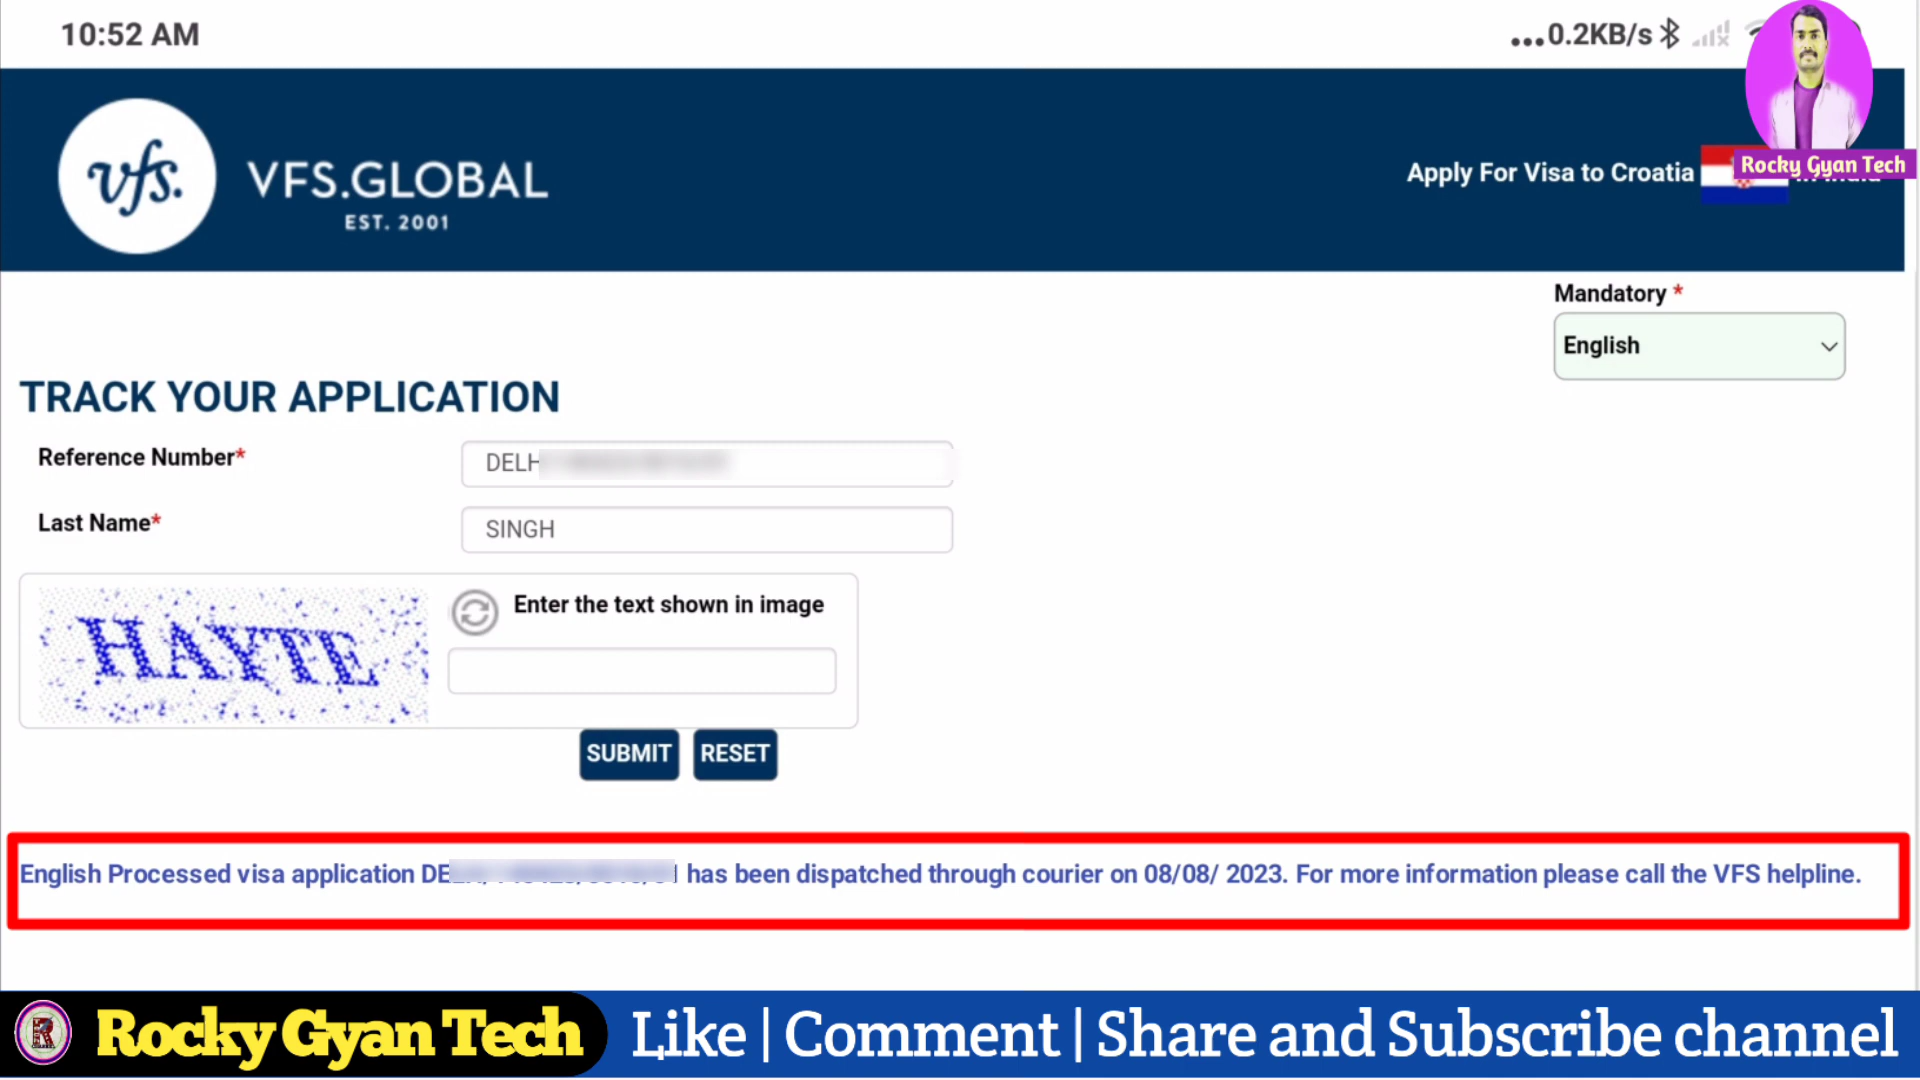 10:52 AM
...0.2KB/s
vfs. VFS.GLOBAL
EST. 2001
Apply For Visa to Croatia
Rocky Gyan Tech
Mandatory *
English
TRACK YOUR APPLICATION
Reference Number*
DELH
Last Name*
SINGH
HAYTE
Enter the text shown in image
SUBMIT RESET
English Processed visa application DE has been dispatched through courier on 08/08/ 2023. For more information please call the VFS helpline.
Rocky Gyan Tech Like | Comment | Share and Subscribe channel